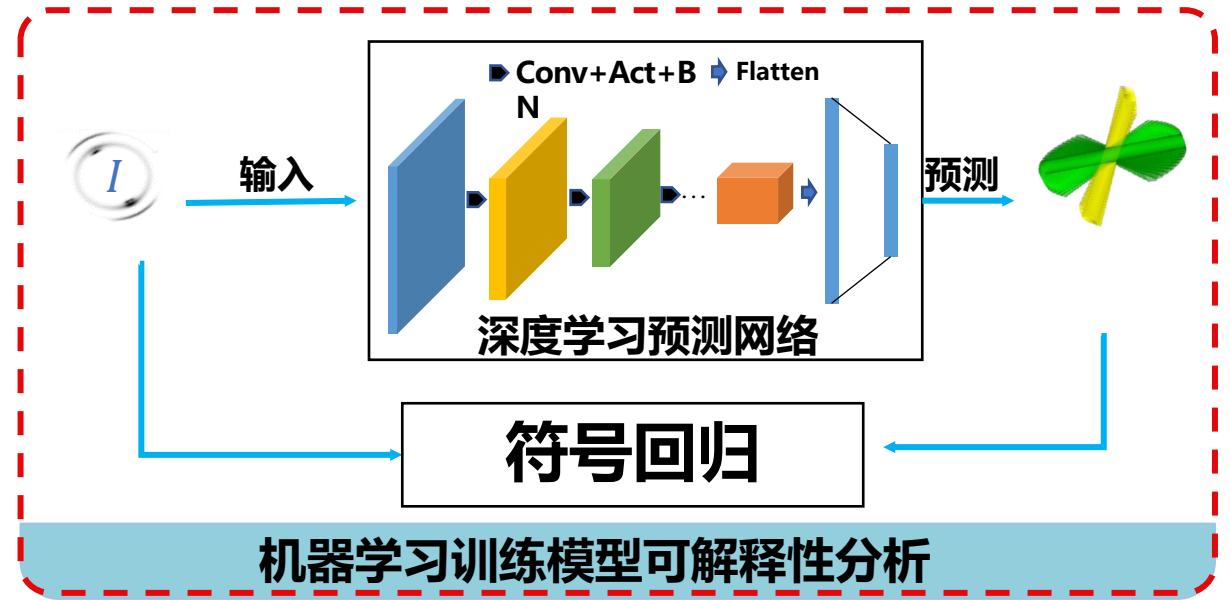 Conv+Act+B
N
Flatten
I
输入
预测
...
深度学习预测网络
符号回归
机器学习训练模型可解释性分析